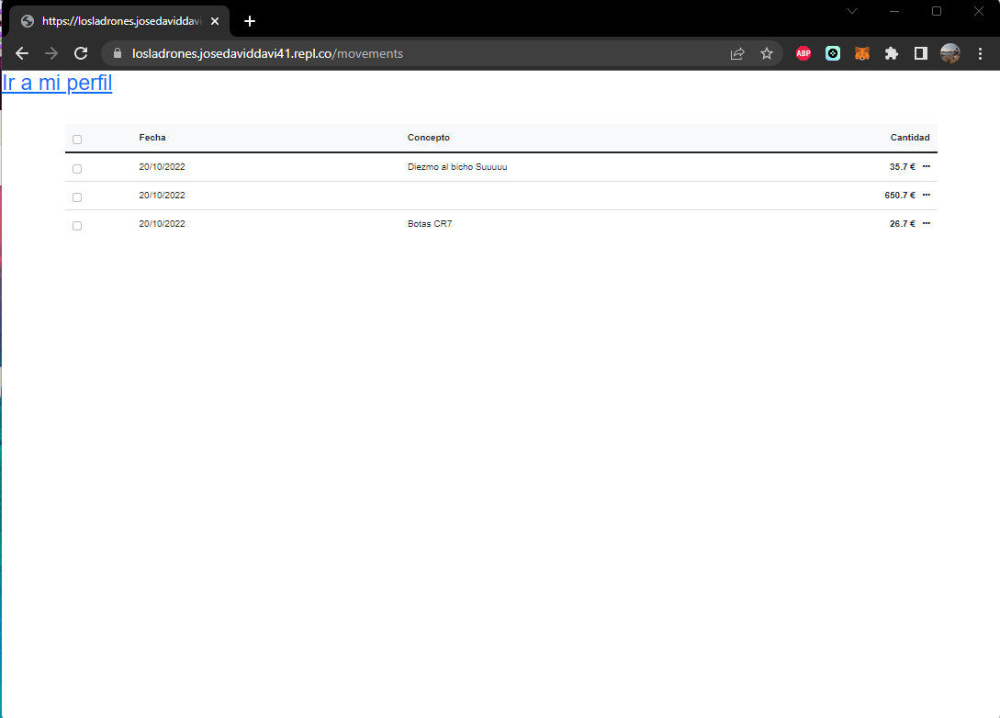 https://losladrones.josedaviddavi
losladrones.josedaviddavi41.repl.co/movements
ABP
Ir a mi perfil
Fecha Concepto Cantidad
20/10/2022 Diezmo al bicho Suuuuu 35.7 € ···
20/10/2022 650.7 € ···
20/10/2022 Botas CR7 26.7 € ···